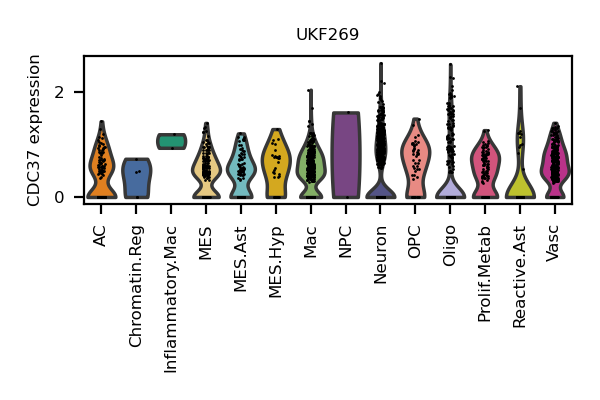 UKF269
CDC37 expression
2
0
AC
Chromatin.Reg
Inflammatory.Mac
MES
MES.Ast
MES.Hyp
Mac
NPC
Neuron
OPC
Oligo
Prolif.Metab
Reactive.Ast
Vasc